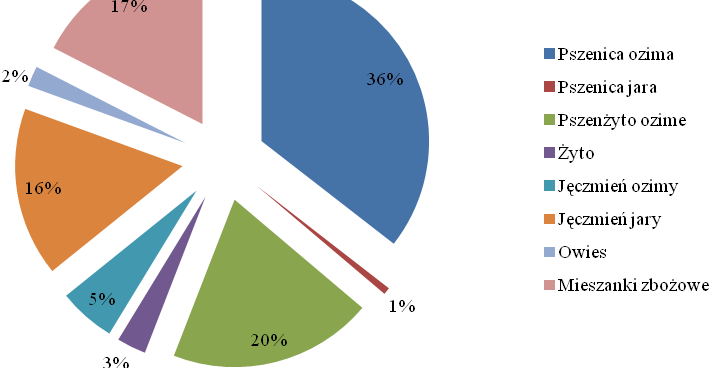 17%
36%
2%
16%
5%
3%
20%
1%
Pszenica ozima
Pszenica jara
Pszenżyto ozime
Żyto
Jęczmień ozimy
Jęczmień jary
Owies
Mieszanki zbożowe